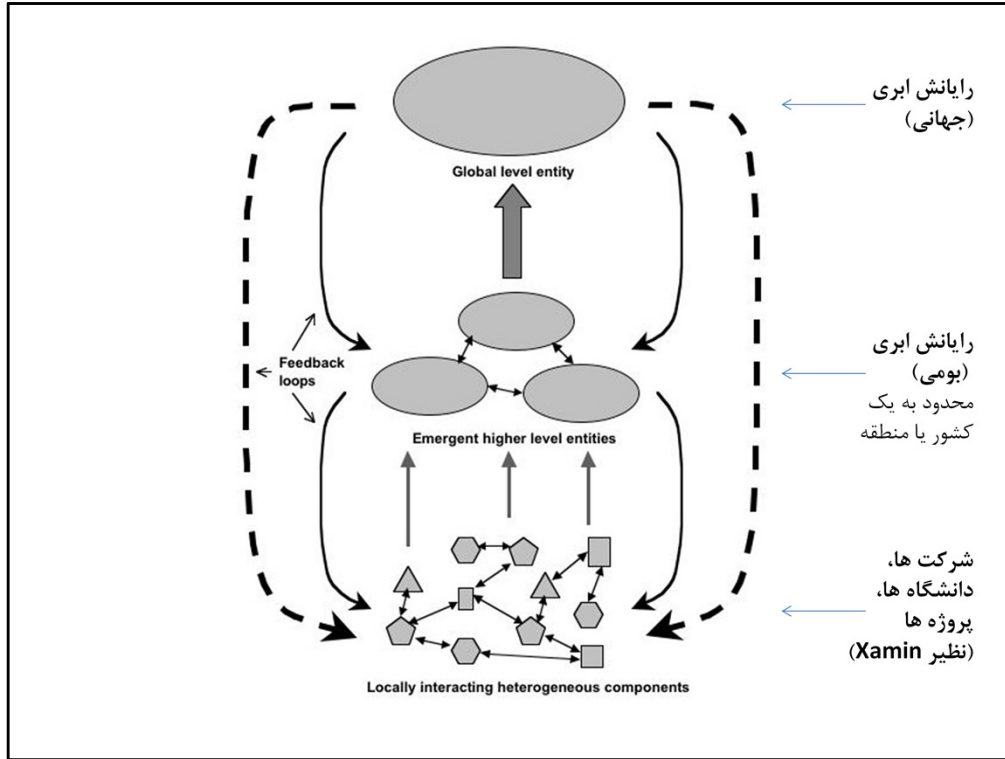 رایانش ابری
(جهانی)
Global level entity
Feedback
loops
رایانش ابری
(بومی)
محدود به یک
کشور یا منطقه
Emergent higher level entities
شرکت ها،
دانشگاه ها،
پروژه ها
(نظیر Xamin)
Locally interacting heterogeneous components